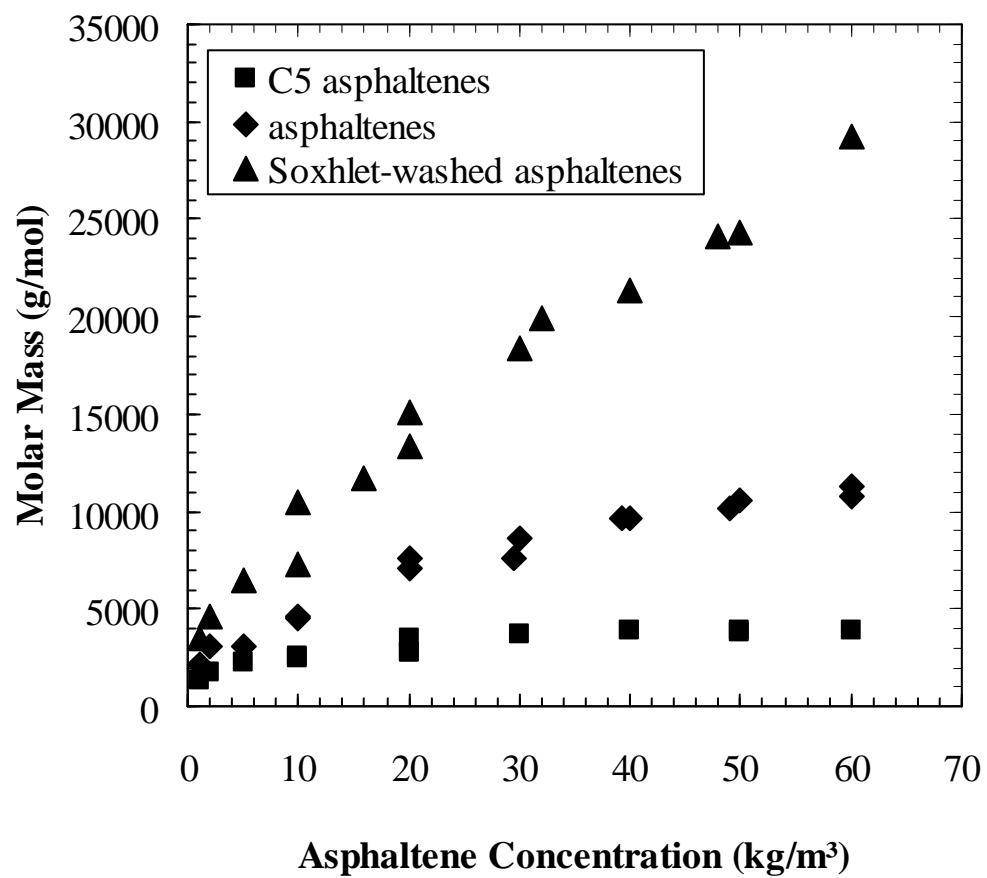 35000
30000
25000
20000
15000
10000
5000
0
C5 asphaltenes
asphaltenes
Soxhlet-washed asphaltenes
Molar Mass (g/mol)
0 10 20 30 40 50 60 70
Asphaltene Concentration (kg/m³)